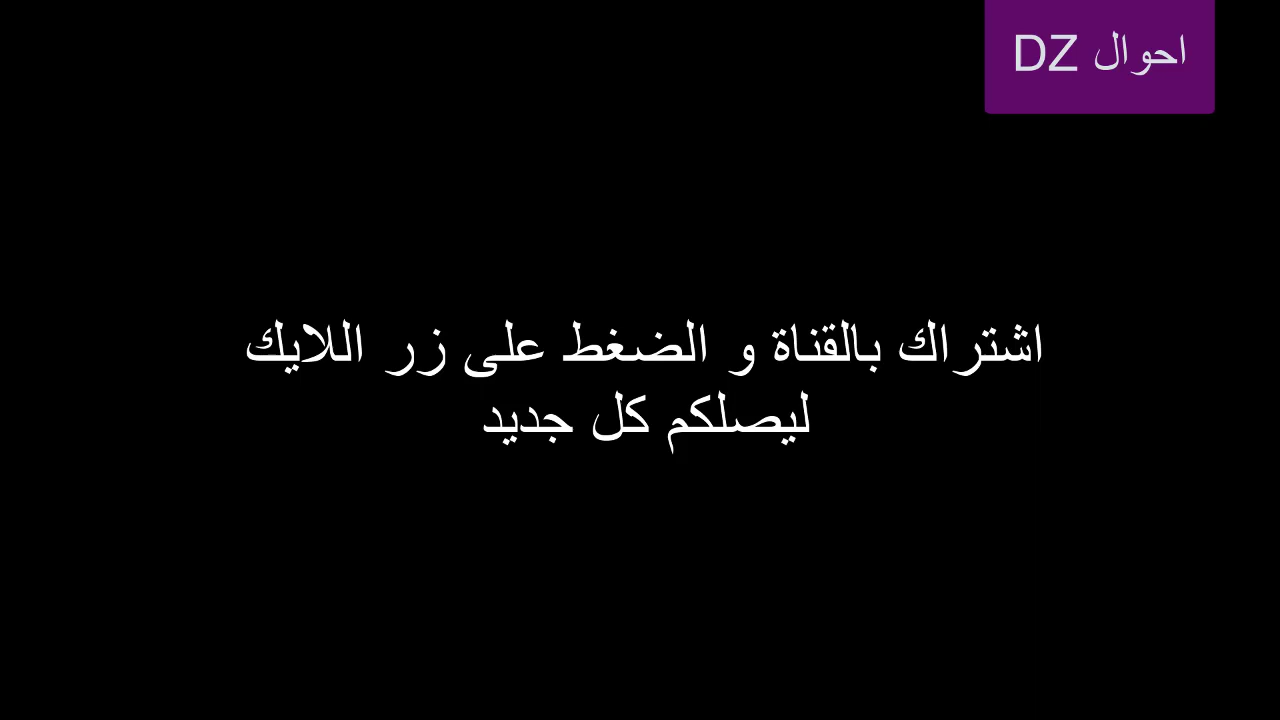 احوال DZ
اشتراك بالقناة و الضغط على زر اللايك
ليصلكم كل جديد